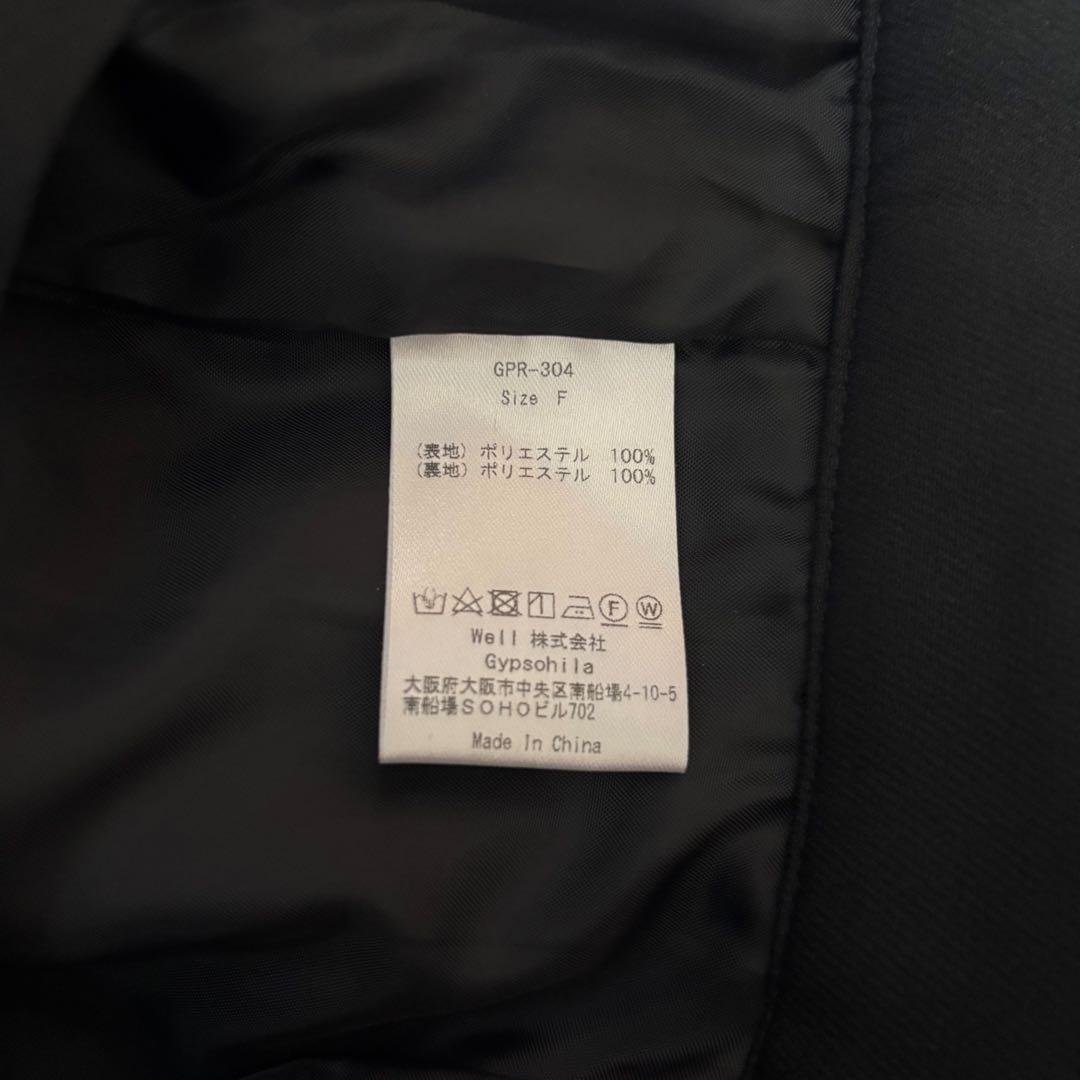 GPR-304
Size F
(表地) ポリエステル 100%
(裏地) ポリエステル 100%
F W
Well 株式会社
Gypsohila
大阪府大阪市中央区南船場4-10-5
南船場SOHOビル702
Made In China